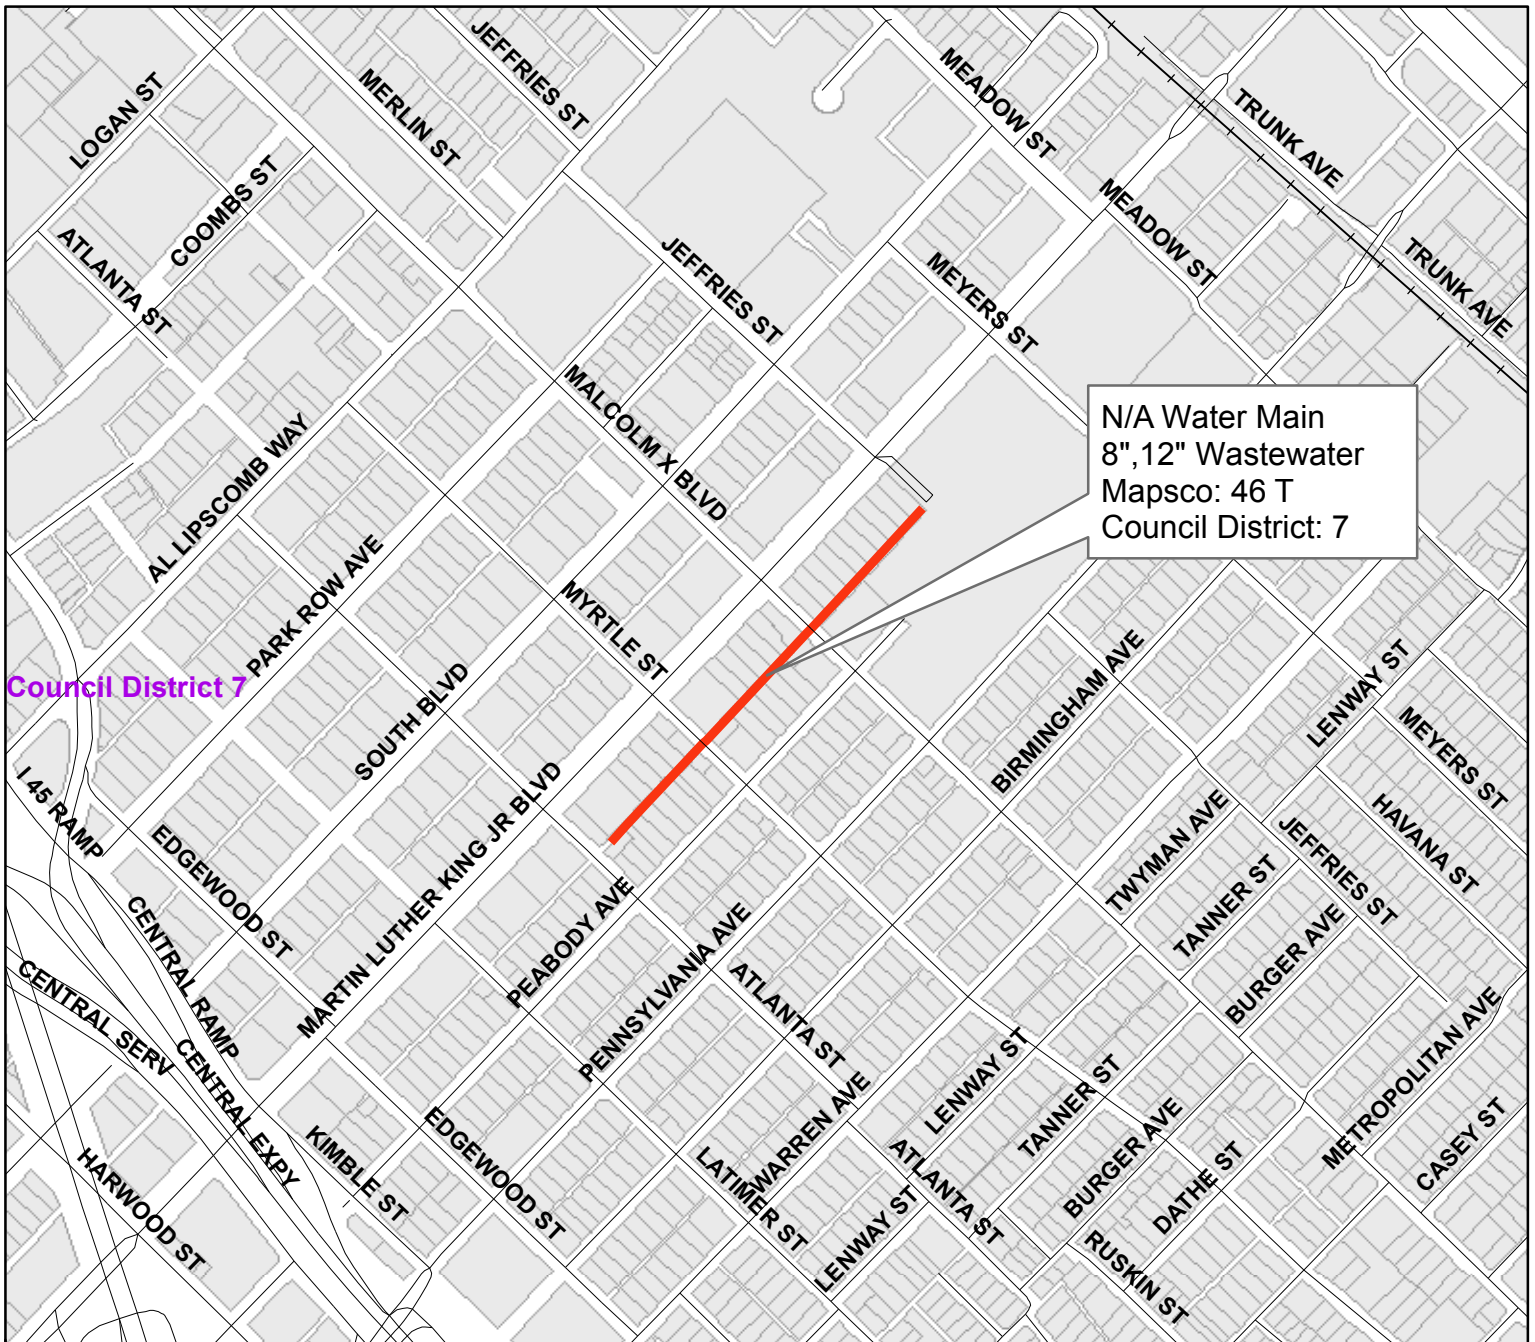 JEFFRIES ST
MERLIN ST
LOGAN ST
MEADOW ST
TRUNK AVE
COOMBS ST
ATLANTA ST
JEFFRIES ST
MEADOW ST
MEYERS ST
TRUNK AVE
MALCOLM X BLVD
N/A Water Main
8",12" Wastewater
Mapsco: 46 T
Council District: 7
AL LIPSCOMB WAY
PARK ROW AVE
MYRTLE ST
Council District 7
SOUTH BLVD
BIRMINGHAM AVE
LENWAY ST
MEYERS ST
I 45 RAMP
EDGEWOOD ST
MARTIN LUTHER KING JR BLVD
TWYMAN AVE
HAVANA ST
JEFFRIES ST
TANNER ST
BURGER AVE
CENTRAL RAMP
PEABODY AVE
PENNSYLVANIA AVE
ATLANTA ST
CENTRAL SERV
CENTRAL EXPY
METROPOLITAN AVE
LENWAY ST
TANNER ST
WARREN AVE
BURGER AVE
CASEY ST
EDGEWOOD ST
KIMBLE ST
HARWOOD ST
LATIMER ST
ATLANTA ST
DATHE ST
LENWAY ST
RUSKIN ST